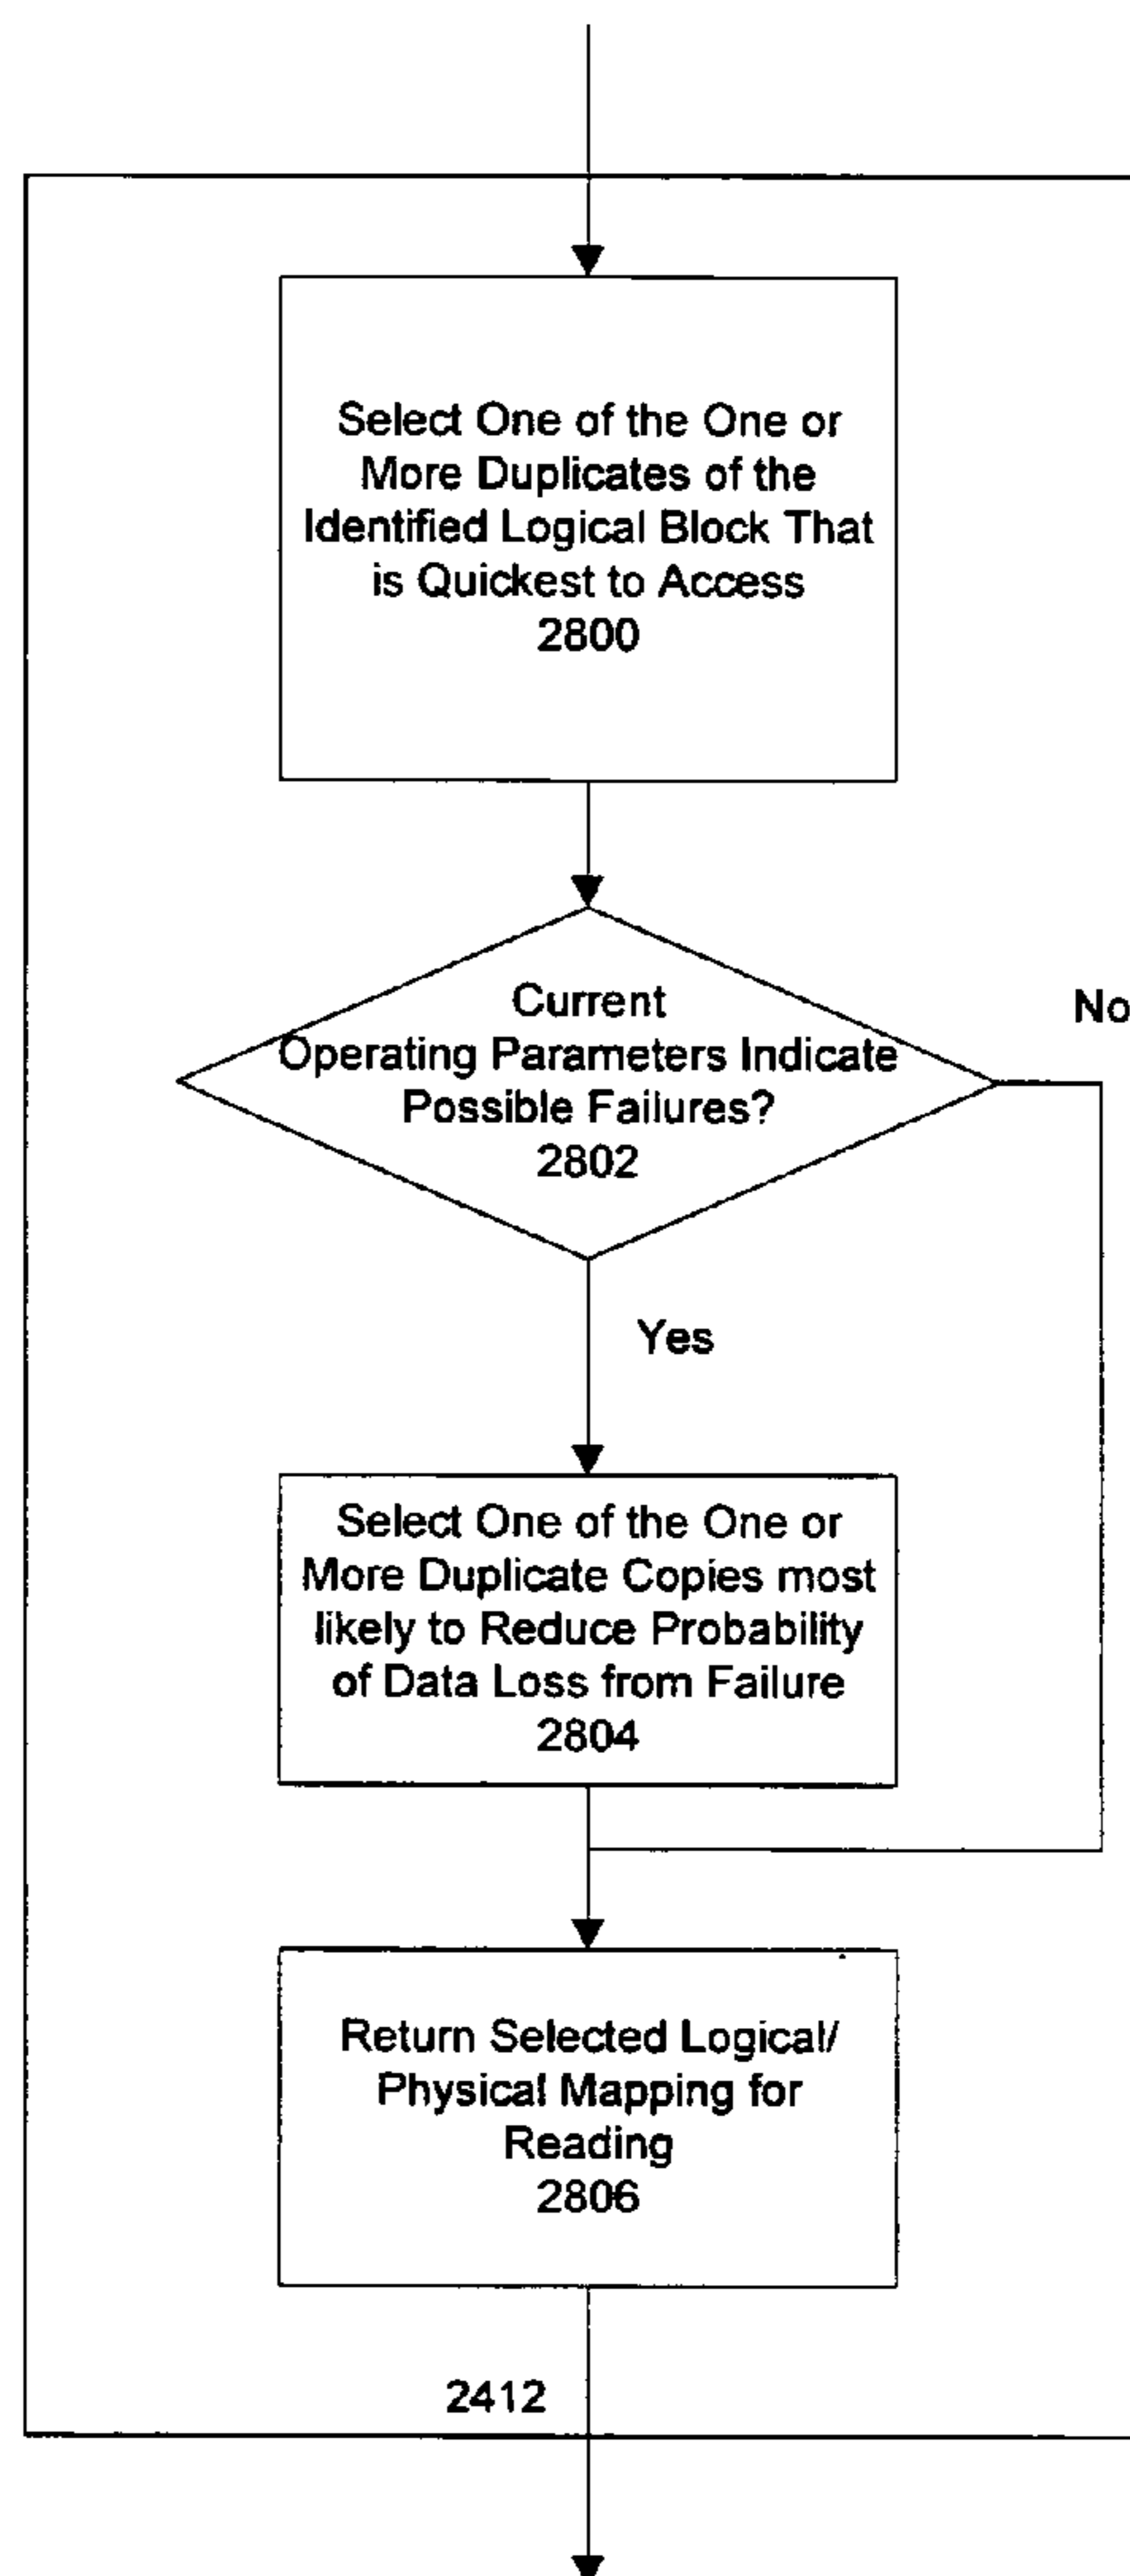 Select One of the One or
More Duplicates of the
Identified Logical Block That
is Quickest to Access
2800
Current
Operating Parameters Indicate
Possible Failures?
2802
No
Yes
Select One of the One or
More Duplicate Copies most
likely to Reduce Probability
of Data Loss from Failure
2804
Return Selected Logical/
Physical Mapping for
Reading
2806
2412